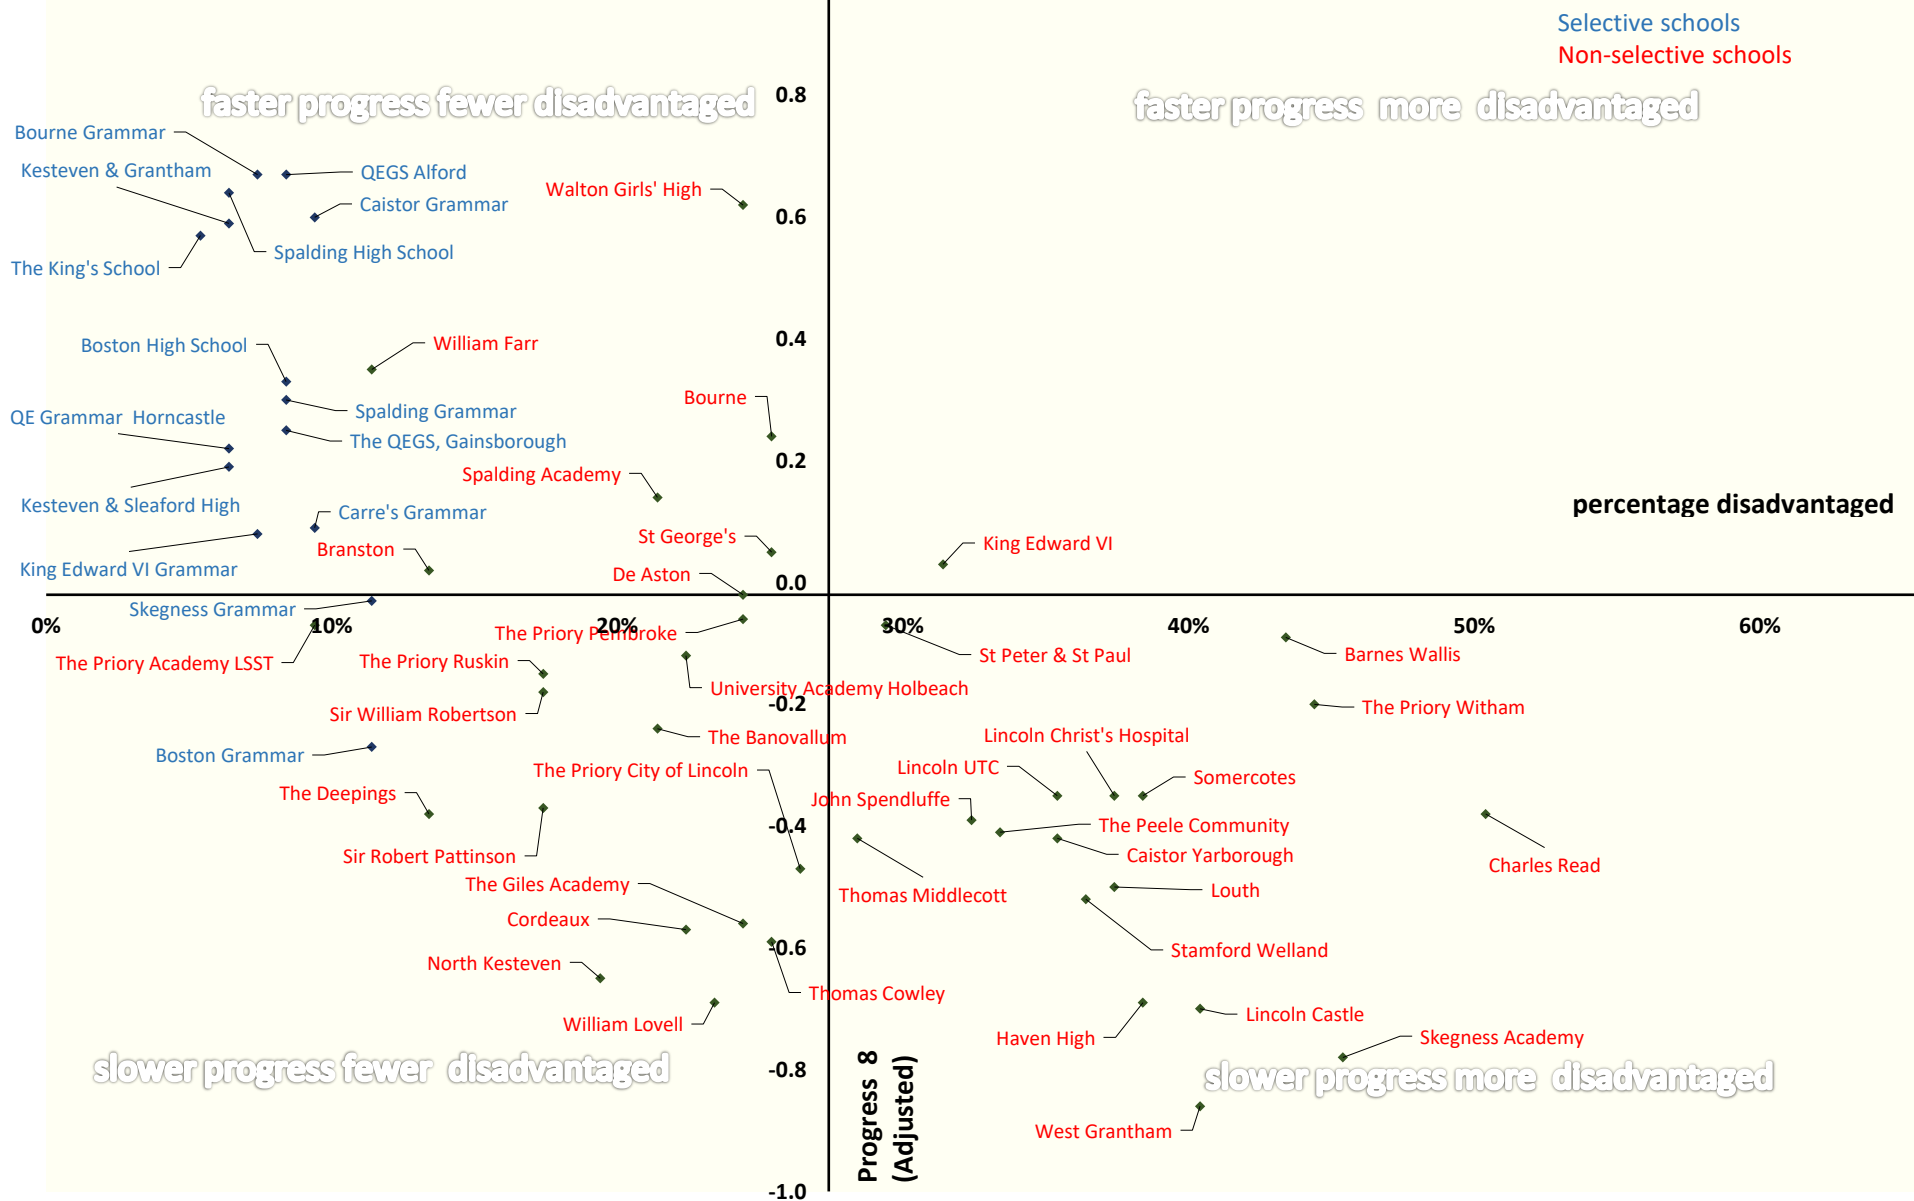 Selective schools
Non-selective schools
0.8
faster progress fewer disadvantaged
faster progress  more  disadvantaged
Bourne Grammar
Kesteven & Grantham
QEGS Alford
Walton Girls' High
Caistor Grammar
0.6
Spalding High School
The King's School
0.4
Boston High School
William Farr
Bourne
Spalding Grammar
QE Grammar  Horncastle
The QEGS, Gainsborough
0.2
Spalding Academy
Kesteven & Sleaford High
percentage disadvantaged
Carre's Grammar
St George's
King Edward VI
Branston
King Edward VI Grammar
De Aston
0.0
Skegness Grammar
0%
10%
20%
30%
40%
50%
60%
The Priory Pembroke
The Priory Academy LSST
The Priory Ruskin
St Peter & St Paul
Barnes Wallis
University Academy Holbeach
-0.2
Sir William Robertson
The Priory Witham
The Banovallum
Lincoln Christ's Hospital
Boston Grammar
The Priory City of Lincoln
Lincoln UTC
Somercotes
The Deepings
John Spendluffe
-0.4
The Peele Community
Sir Robert Pattinson
Caistor Yarborough
Charles Read
The Giles Academy
Thomas Middlecott
Louth
Cordeaux
-0.6
Stamford Welland
North Kesteven
Thomas Cowley
William Lovell
Lincoln Castle
Haven High
Skegness Academy
slower progress fewer  disadvantaged
-0.8
slower progress more  disadvantaged
Progress  8
(Adjusted)
West Grantham
-1.0